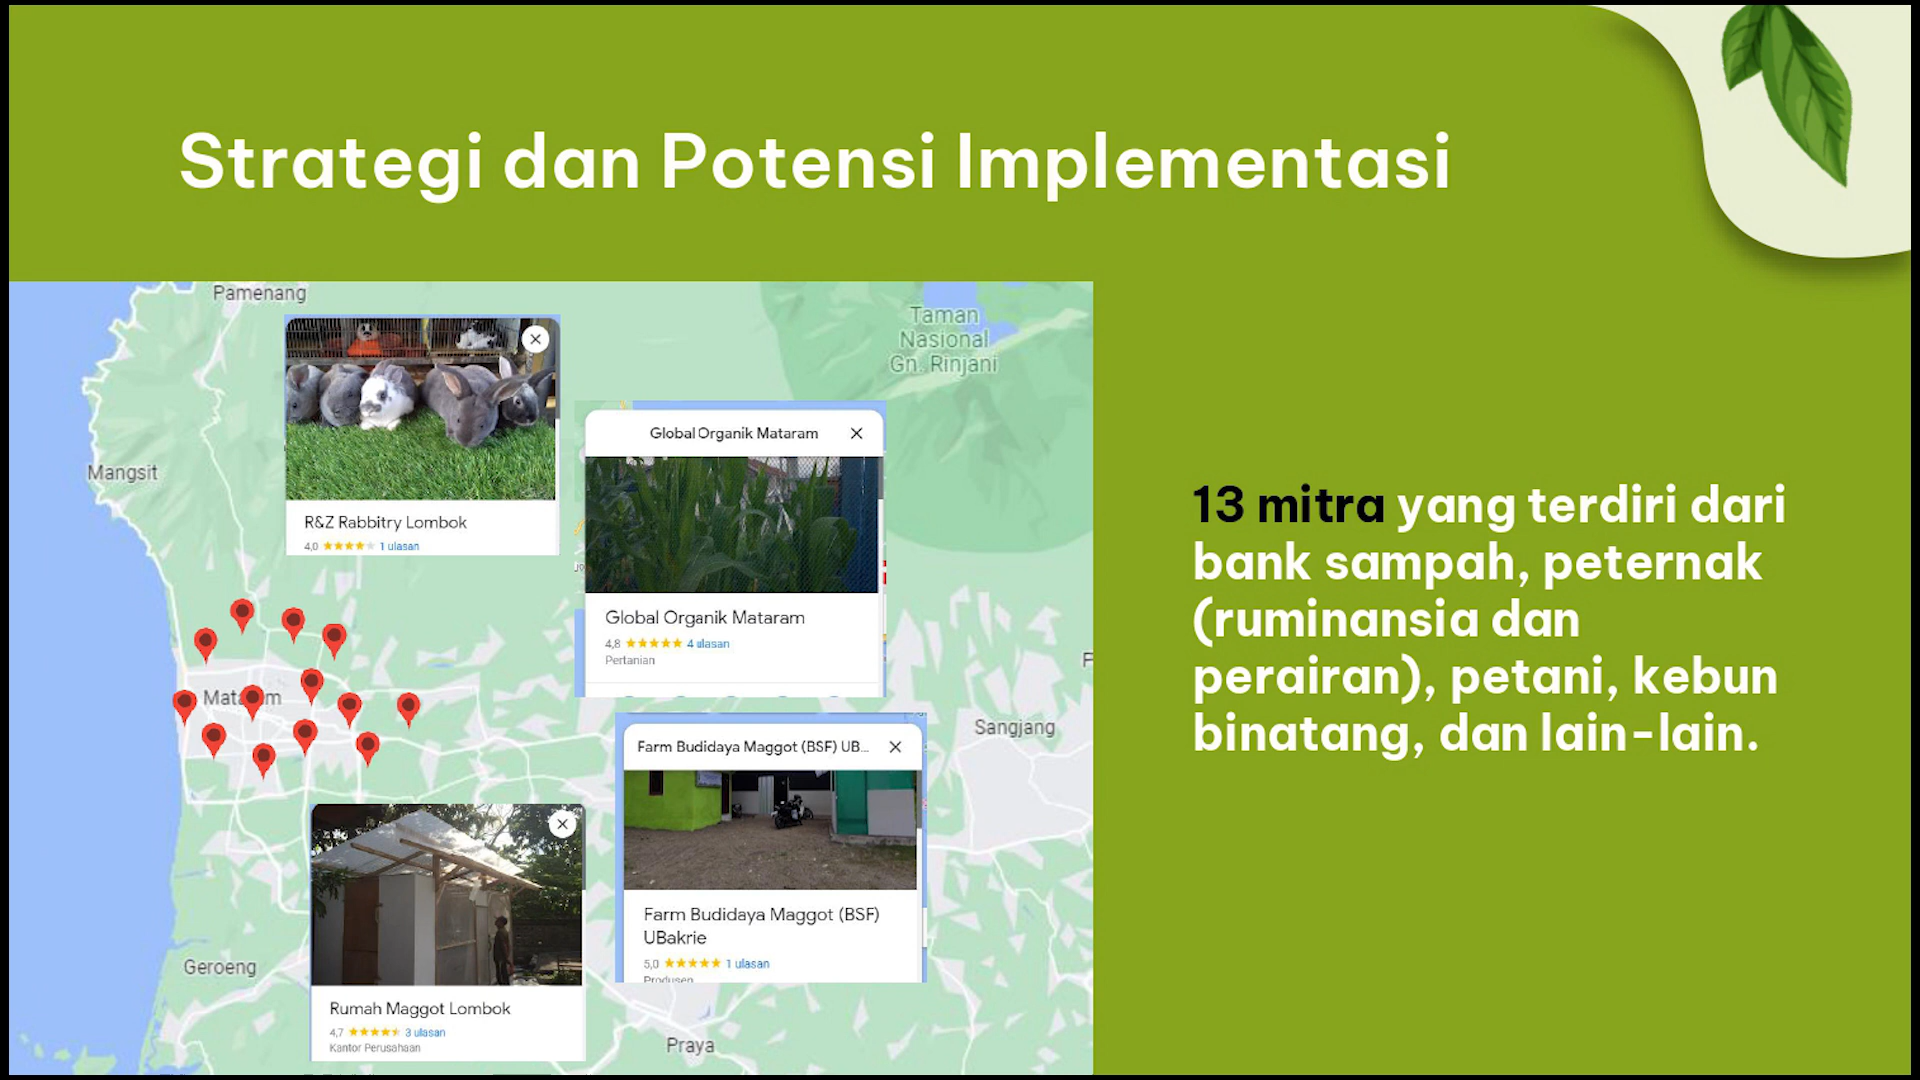 Strategi dan Potensi Implementasi
Pamenang
Taman
Nasional
Gn. Rinjani
Mangsit
R&Z Rabbitry Lombok
4,0 1 ulasan
Global Organik Mataram
Global Organik Mataram
4,8 4 ulasan
Pertanian
13 mitra yang terdiri dari
bank sampah, peternak
(ruminansia dan
perairan), petani, kebun
binatang, dan lain-lain.
Sangjang
Farm Budidaya Maggot (BSF) UB...
Farm Budidaya Maggot (BSF)
UBakrie
5,0 1 ulasan
Produsen
Geroeng
Rumah Maggot Lombok
4,7 3 ulasan
Kantor Perusahaan
Praya